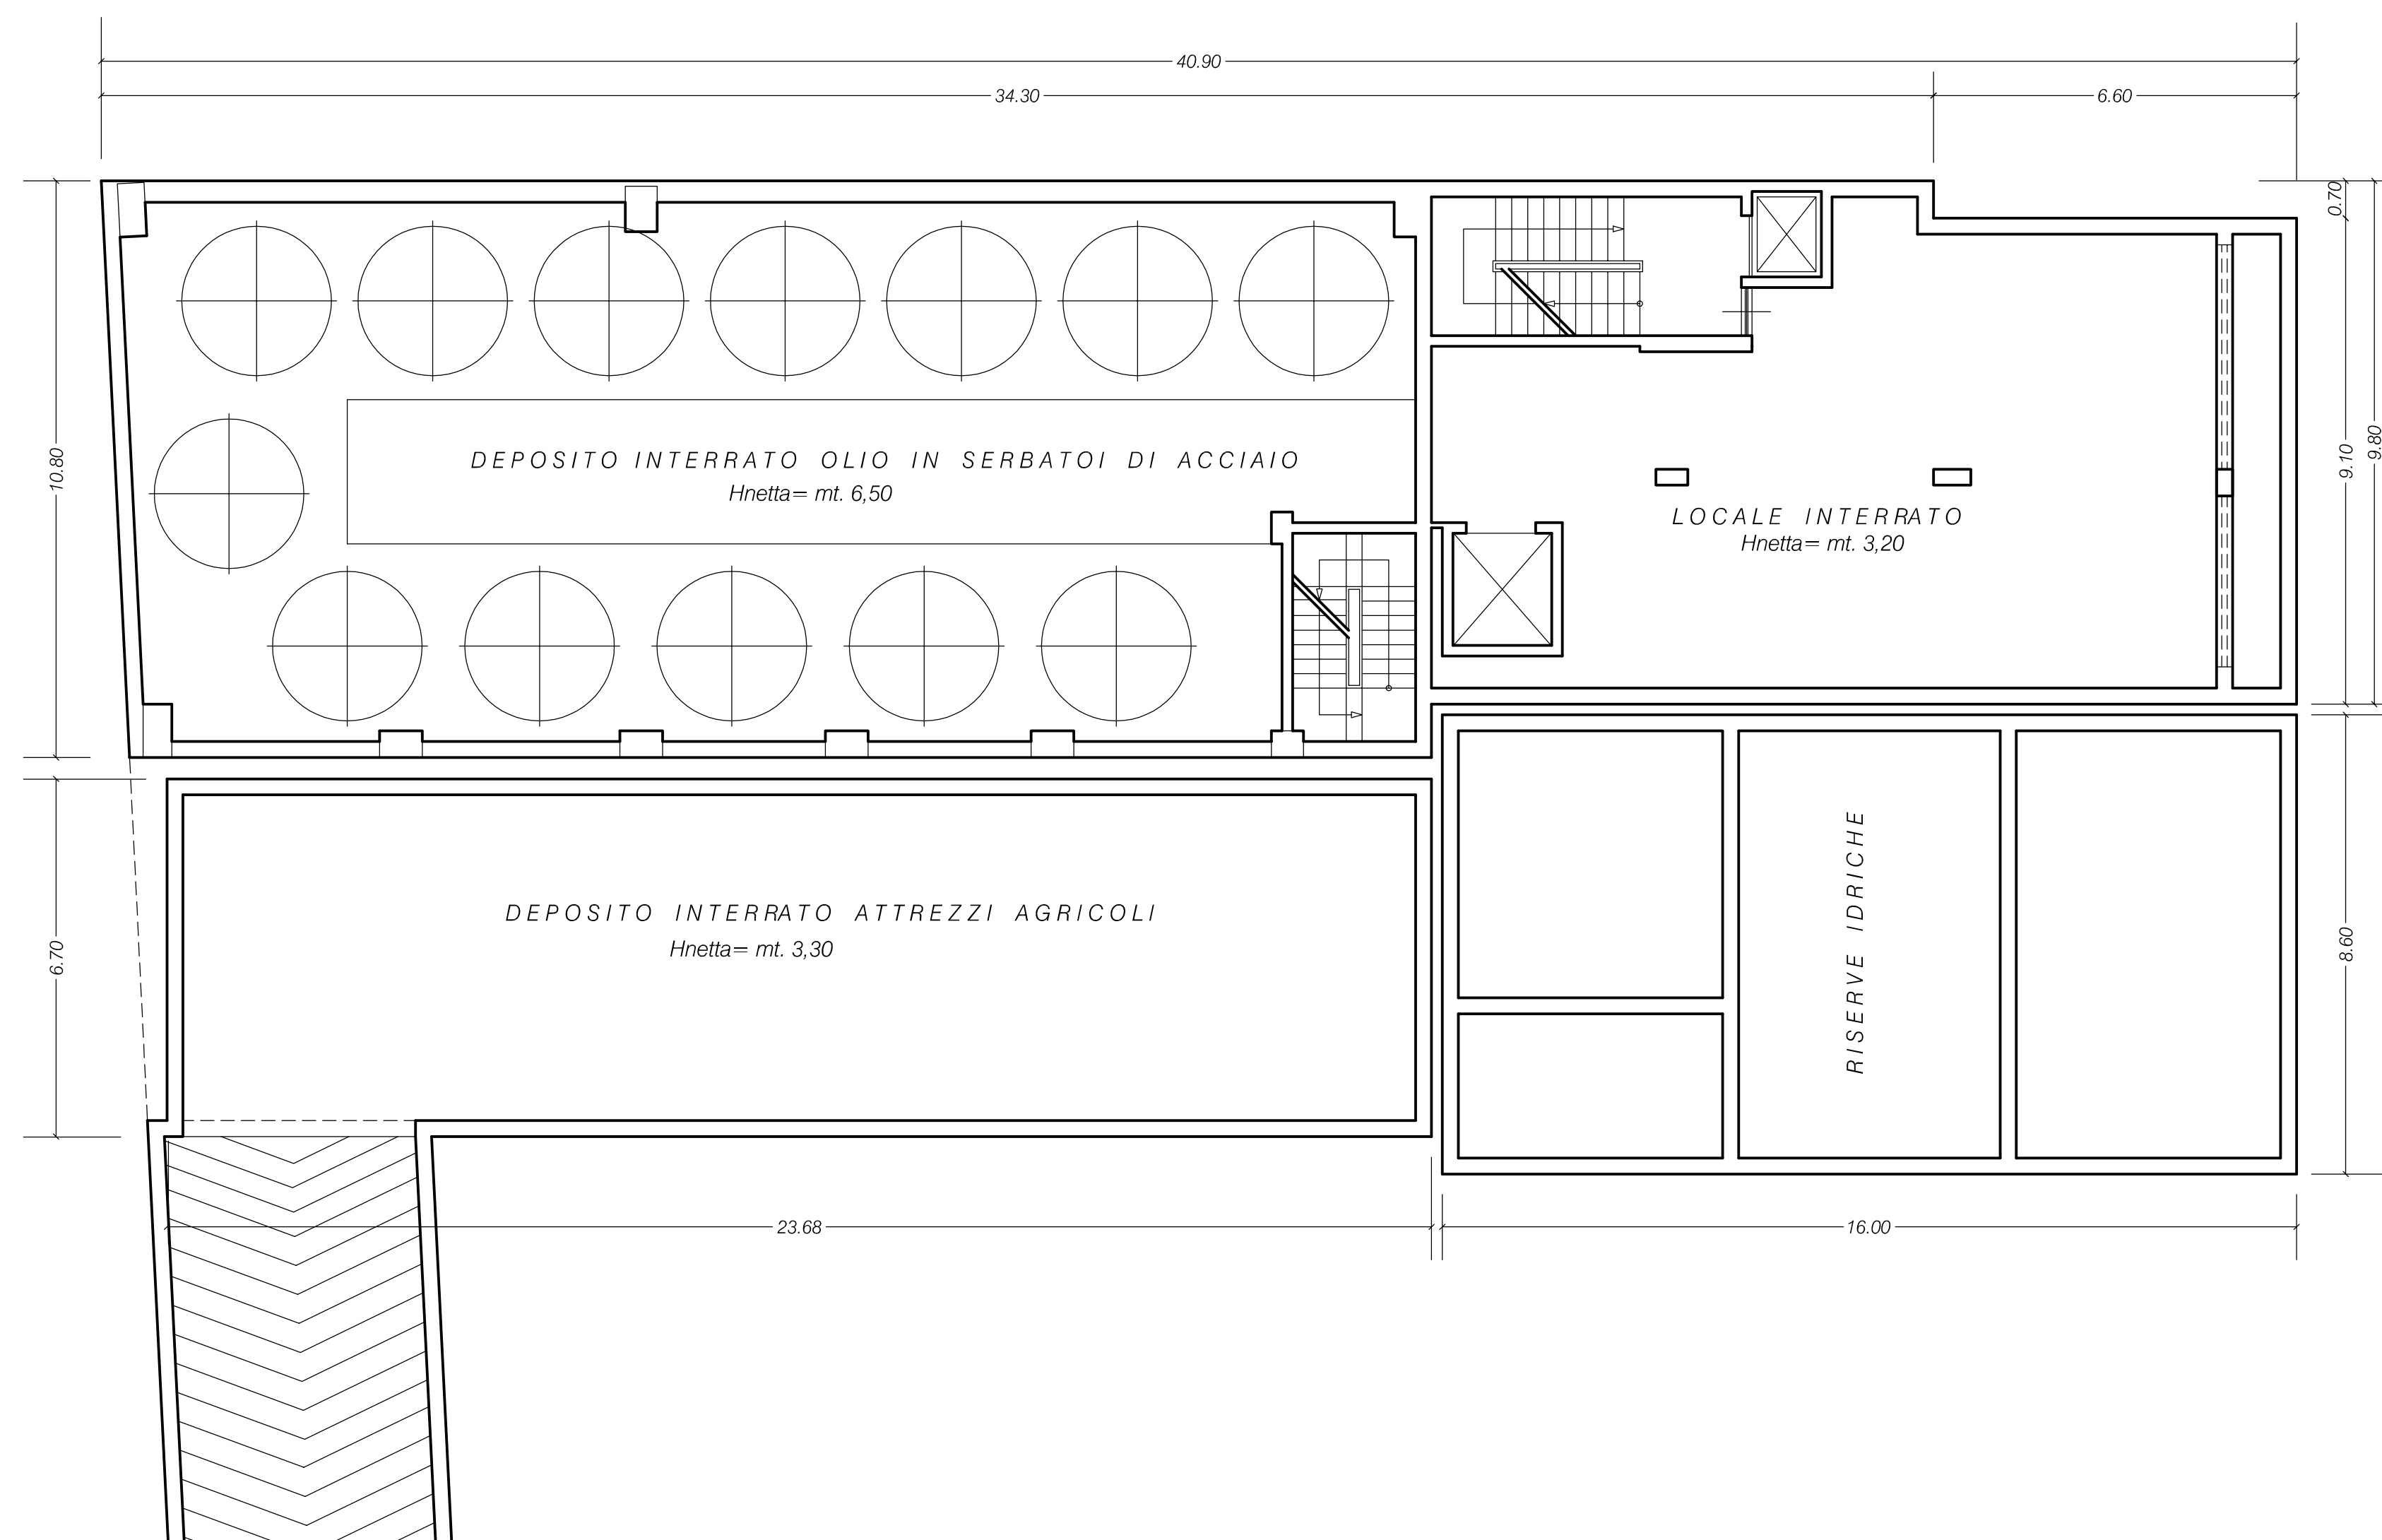 40.90
34.30
6.60
0.70
10.80
9.10
9.80
DEPOSITO INTERRATO OLIO IN SERBATOI DI ACCIAIO
Hnetta= mt. 6,50
LOCALE INTERRATO
Hnetta= mt. 3,20
DEPOSITO INTERRATO ATTREZZI AGRICOLI
Hnetta= mt. 3,30
RISERVE IDRICHE
6.70
8.60
23.68
16.00